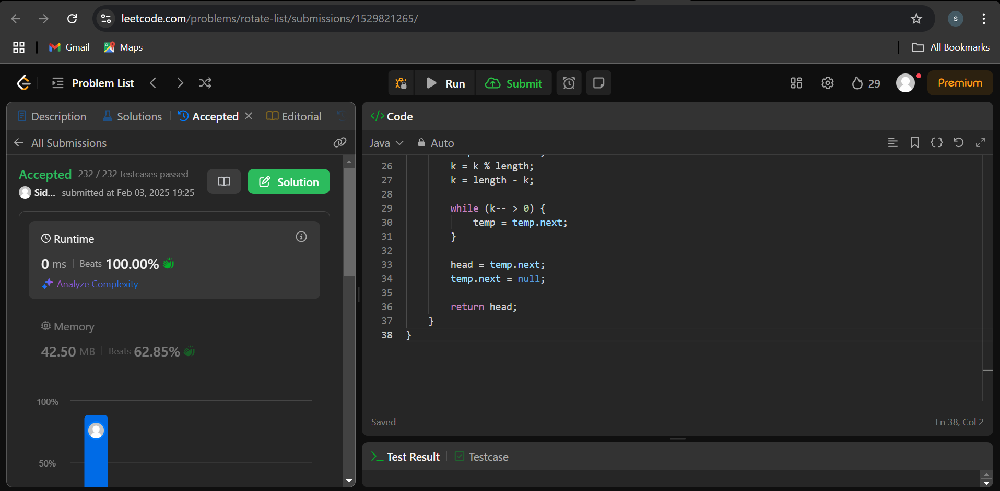 leetcode.com/problems/rotate-list/submissions/1529821265/
S
Gmail
Maps
All Bookmarks
Problem List
Run
Submit
29
Premium
Description
Solutions
Accepted
Editorial
All Submissions
Accepted 232 / 232 testcases passed
Sid... submitted at Feb 03, 2025 19:25
Solution
Runtime
0 ms | Beats 100.00%
Analyze Complexity
Memory
42.50 MB | Beats 62.85%
100%
50%
</> Code
Java
Auto
26 k = k % length;
27 k = length - k;
28
29 while (k-- > 0) {
30 temp = temp.next;
31 }
32
33 head = temp.next;
34 temp.next = null;
35
36 return head;
37 }
38 }
Saved
Ln 38, Col 2
Test Result
Testcase